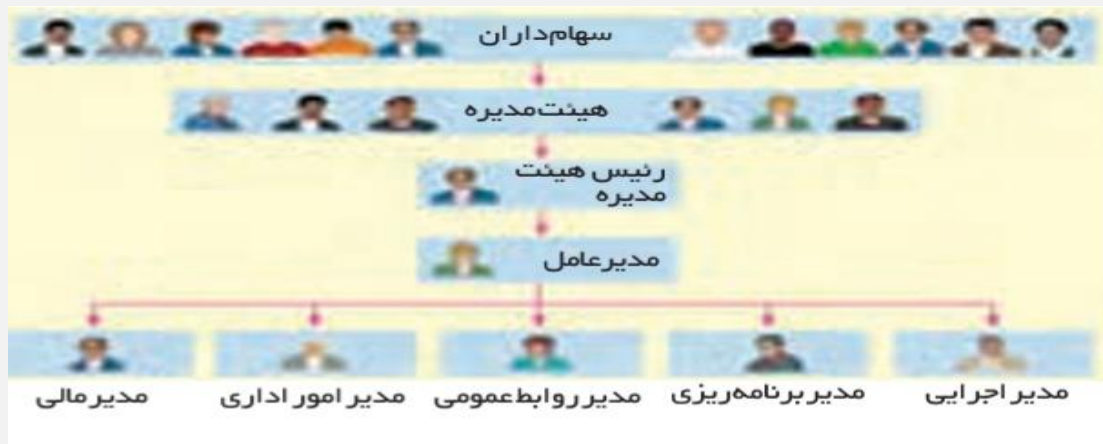 سهام‌داران
هیئت‌مدیره
رئیس هیئت
مدیره
مدیرعامل
مدیر اجرایی
مدیر برنامه‌ریزی
مدیر روابط عمومی
مدیر امور اداری
مدیر مالی